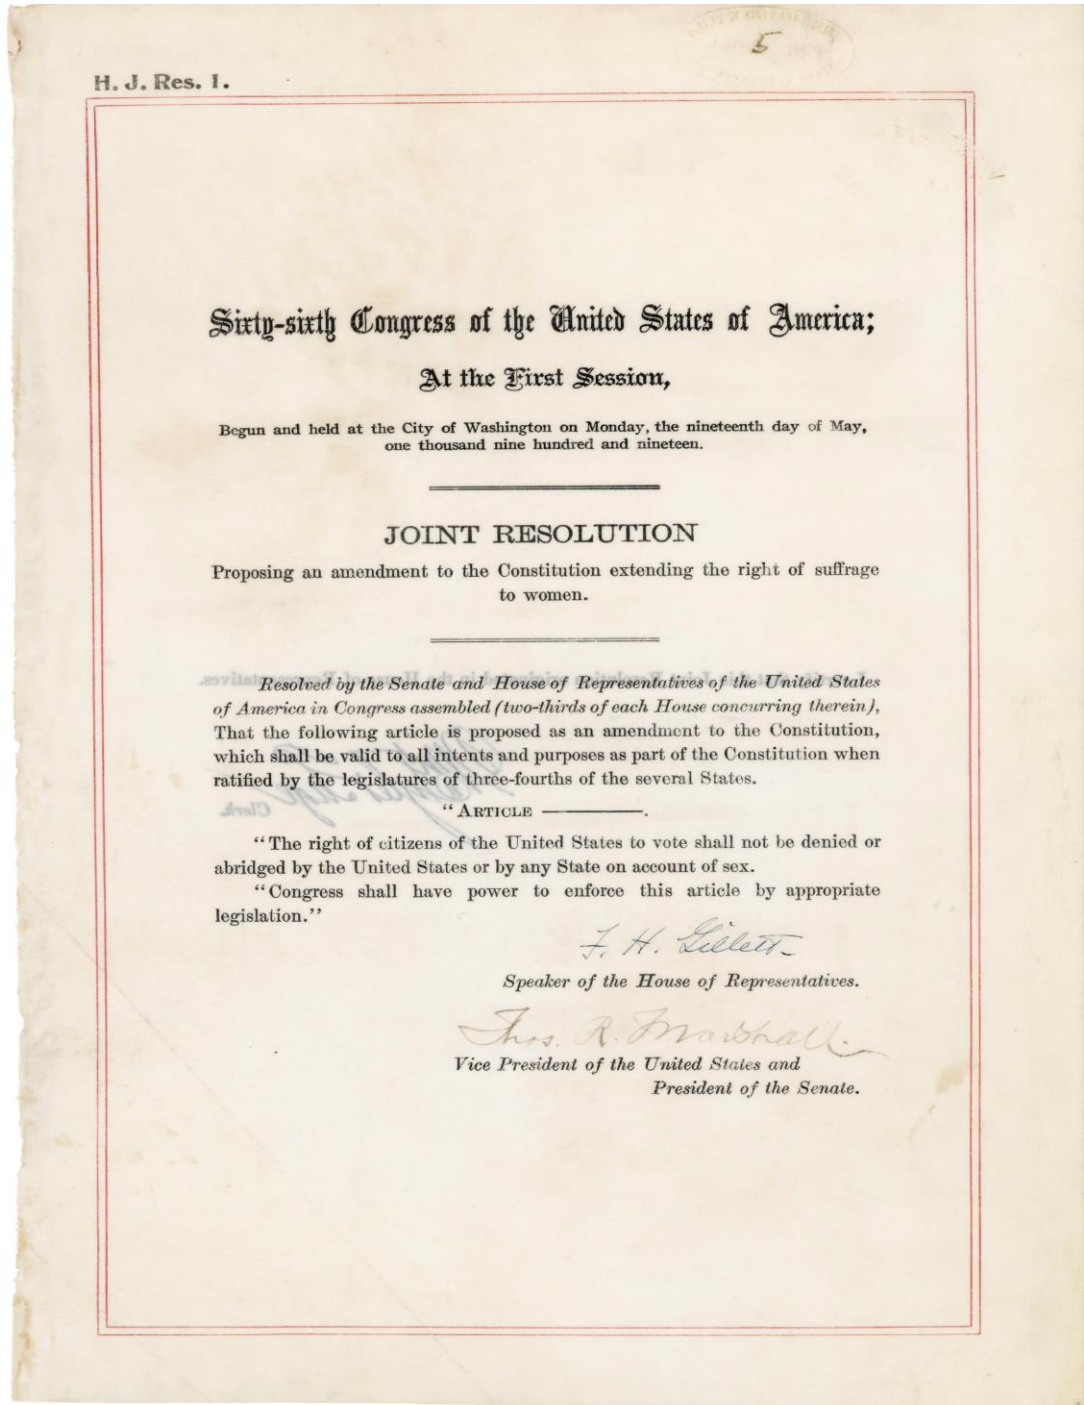 5
H. J. Res. 1.
Sixty-sixth Congress of the United States of America;
At the First Session,
Begun and held at the City of Washington on Monday, the nineteenth day of May,
one thousand nine hundred and nineteen.
JOINT RESOLUTION
Proposing an amendment to the Constitution extending the right of suffrage
to women.
Resolved by the Senate and House of Representatives of the United States
of America in Congress assembled (two-thirds of each House concurring therein),
That the following article is proposed as an amendment to the Constitution,
which shall be valid to all intents and purposes as part of the Constitution when
ratified by the legislatures of three-fourths of the several States.
“ARTICLE ————.
“The right of citizens of the United States to vote shall not be denied or
abridged by the United States or by any State on account of sex.
“Congress shall have power to enforce this article by appropriate
legislation.”
F. H. Gillett
Speaker of the House of Representatives.
Thos. R. Marshall.
Vice President of the United States and
President of the Senate.